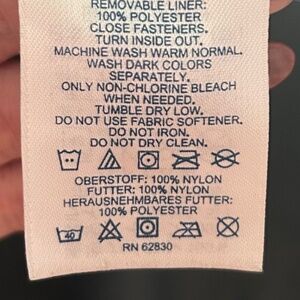 REMOVABLE LINER:
100% POLYESTER
CLOSE FASTENERS.
TURN INSIDE OUT.
MACHINE WASH WARM NORMAL.
WASH DARK COLORS
SEPARATELY.
ONLY NON-CHLORINE BLEACH
WHEN NEEDED.
TUMBLE DRY LOW.
DO NOT USE FABRIC SOFTENER.
DO NOT IRON.
DO NOT DRY CLEAN.
OBERSTOFF: 100% NYLON
FUTTER: 100% NYLON
HERAUSNEHMBARES FUTTER:
100% POLYESTER
40
RN 62830